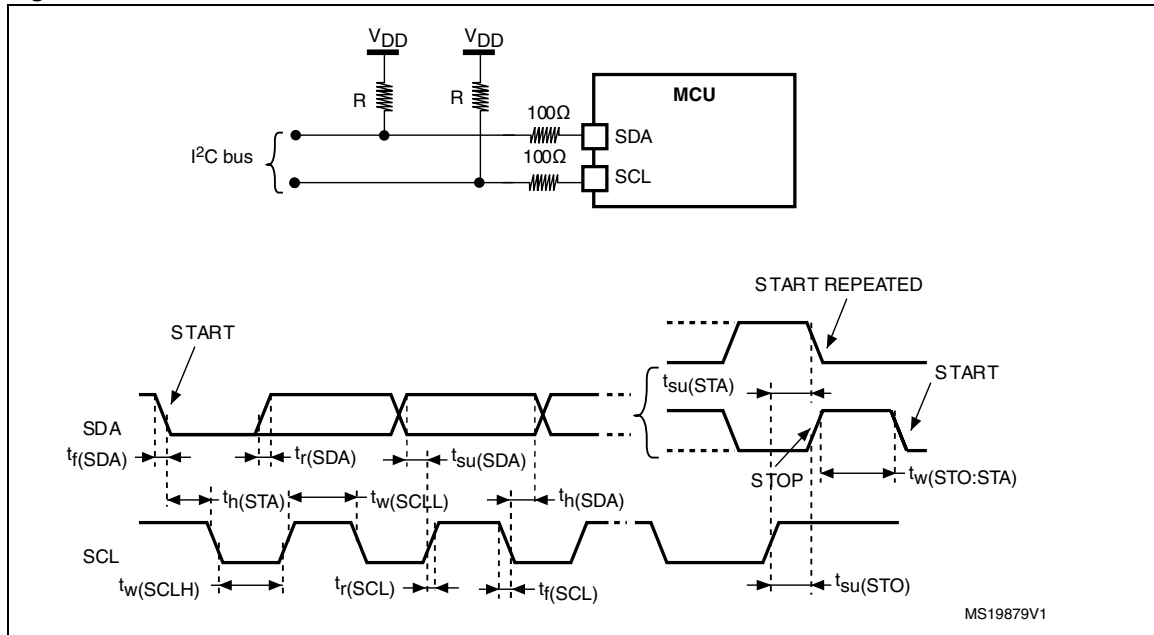 VDD VDD
R R
MCU
100Ω
SDA
100Ω
SCL
I²C bus
START REPEATED
START
tsu(STA)
START
SDA
tf(SDA)
tr(SDA)
tsu(SDA)
STOP
tw(STO:STA)
th(STA)
tw(SCLL)
th(SDA)
SCL
tw(SCLH)
tr(SCL)
tf(SCL)
tsu(STO)
MS19879V1